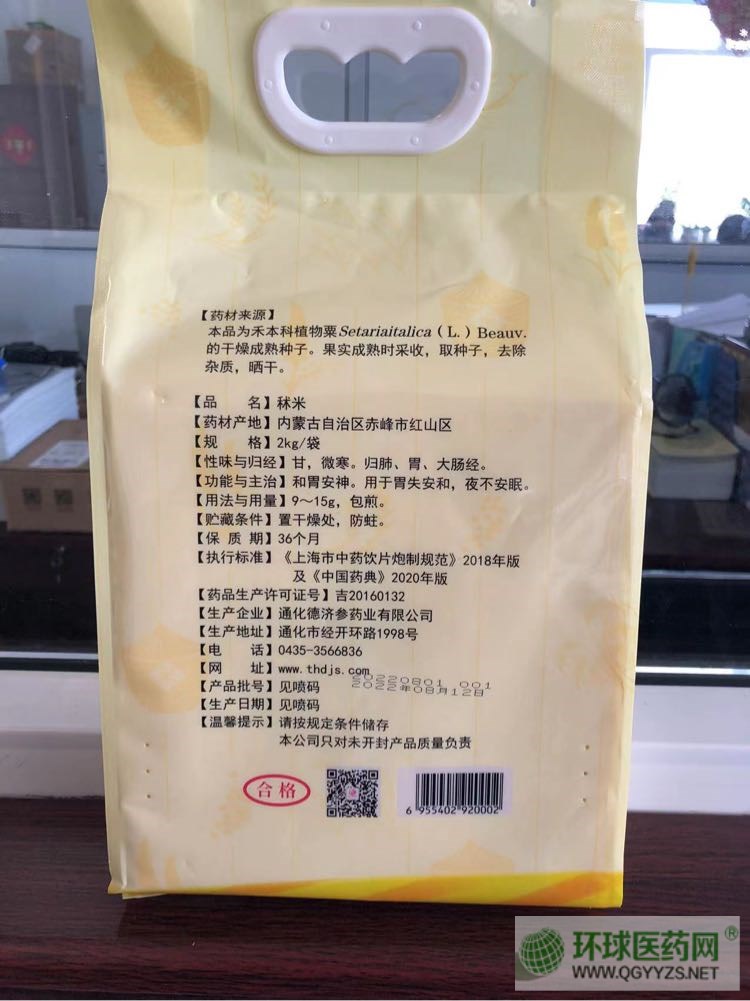 【药材来源】
本品为禾本科植物粟Setariaitalica（L.）Beauv.
的干燥成熟种子。果实成熟时采收，取种子，去除
杂质，晒干。
【品 名】秫米
【药材产地】内蒙古自治区赤峰市红山区
【规 格】2kg/袋
【性味与归经】甘，微寒。归肺、胃、大肠经。
【功能与主治】和胃安神。用于胃失安和，夜不安眠。
【用法与用量】9～15g，包煎。
【贮藏条件】置干燥处，防蛀。
【保 质 期】36个月
【执行标准】《上海市中药饮片炮制规范》2018年版
及《中国药典》2020年版
【药品生产许可证号】吉20160132
【生产企业】通化德济参药业有限公司
【生产地址】通化市经开环路1998号
【电 话】0435-3566836
【网 址】www.thdjs.com
20220801 001
【产品批号】见喷码
2022年08月12日
【生产日期】见喷码
【温馨提示】请按规定条件储存
本公司只对未开封产品质量负责
合格
6 955402 920002
环球医药网®
WWW.QGYYZS.NET